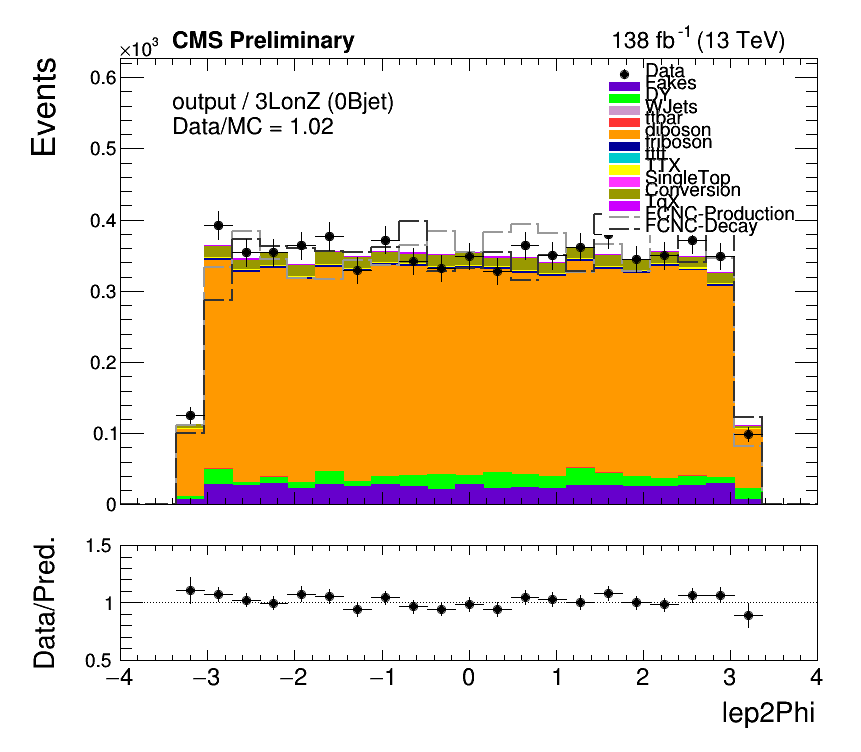 ×10³ CMS Preliminary 138 fb⁻¹ (13 TeV)
Events
0.6
0.5
0.4
0.3
0.2
0.1
0
output / 3LonZ (0Bjet)
Data/MC = 1.02
Data
Fakes
DY
WJets
ttbar
diboson
triboson
tttt
TTX
SingleTop
Conversion
TqX
FCNC-Production
FCNC-Decay
Data/Pred.
1.5
1
0.5
−4 −3 −2 −1 0 1 2 3 4
lep2Phi